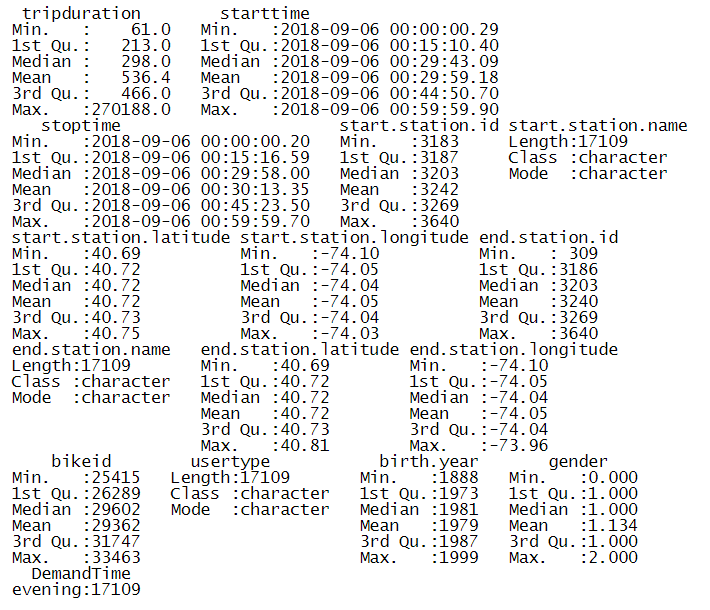 tripduration       starttime
Min.   :    61.0   Min.   :2018-09-06 00:00:00.29
1st Qu.:   213.0   1st Qu.:2018-09-06 00:15:10.40
Median :   298.0   Median :2018-09-06 00:29:43.09
Mean   :   536.4   Mean   :2018-09-06 00:29:59.18
3rd Qu.:   466.0   3rd Qu.:2018-09-06 00:44:50.70
Max.   :270188.0   Max.   :2018-09-06 00:59:59.90
   stoptime                      start.station.id start.station.name
Min.   :2018-09-06 00:00:00.20   Min.   :3183     Length:17109
1st Qu.:2018-09-06 00:15:16.59   1st Qu.:3187     Class :character
Median :2018-09-06 00:29:58.00   Median :3203     Mode  :character
Mean   :2018-09-06 00:30:13.35   Mean   :3242
3rd Qu.:2018-09-06 00:45:23.50   3rd Qu.:3269
Max.   :2018-09-06 00:59:59.70   Max.   :3640
start.station.latitude start.station.longitude end.station.id
Min.   :40.69          Min.   :-74.10          Min.   : 309
1st Qu.:40.72          1st Qu.:-74.05          1st Qu.:3186
Median :40.72          Median :-74.04          Median :3203
Mean   :40.72          Mean   :-74.05          Mean   :3240
3rd Qu.:40.73          3rd Qu.:-74.04          3rd Qu.:3269
Max.   :40.75          Max.   :-74.03          Max.   :3640
end.station.name   end.station.latitude end.station.longitude
Length:17109       Min.   :40.69        Min.   :-74.10
Class :character   1st Qu.:40.72        1st Qu.:-74.05
Mode  :character   Median :40.72        Median :-74.04
                   Mean   :40.72        Mean   :-74.05
                   3rd Qu.:40.73        3rd Qu.:-74.04
                   Max.   :40.81        Max.   :-73.96
    bikeid        usertype           birth.year       gender
Min.   :25415   Length:17109       Min.   :1888   Min.   :0.000
1st Qu.:26289   Class :character   1st Qu.:1973   1st Qu.:1.000
Median :29602   Mode  :character   Median :1981   Median :1.000
Mean   :29362                      Mean   :1979   Mean   :1.134
3rd Qu.:31747                      3rd Qu.:1987   3rd Qu.:1.000
Max.   :33463                      Max.   :1999   Max.   :2.000
  DemandTime
evening:17109